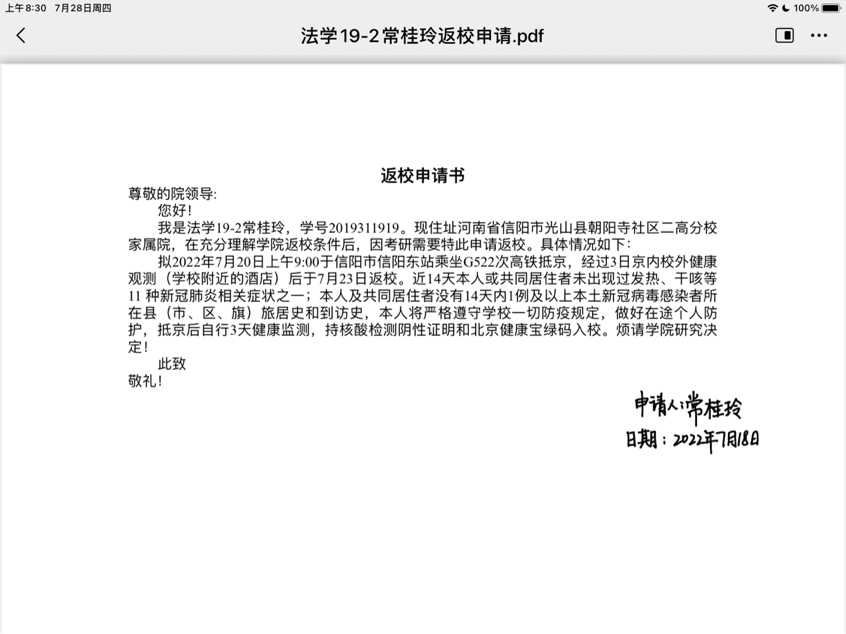 上午8:30 7月28日周四
100%
法学19-2常桂玲返校申请.pdf
返校申请书
尊敬的院领导:
您好！
我是法学19-2常桂玲，学号2019311919。现住址河南省信阳市光山县朝阳寺社区二高分校
家属院，在充分理解学院返校条件后，因考研需要特此申请返校。具体情况如下：
拟2022年7月20日上午9:00于信阳市信阳东站乘坐G522次高铁抵京，经过3日京内校外健康
观测（学校附近的酒店）后于7月23日返校。近14天本人或共同居住者未出现过发热、干咳等
11 种新冠肺炎相关症状之一；本人及共同居住者没有14天内1例及以上本土新冠病毒感染者所
在县（市、区、旗）旅居史和到访史，本人将严格遵守学校一切防疫规定，做好在途个人防
护，抵京后自行3天健康监测，持核酸检测阴性证明和北京健康宝绿码入校。烦请学院研究决
定！
此致
敬礼！
申请人：常桂玲
日期：2022年7月18日